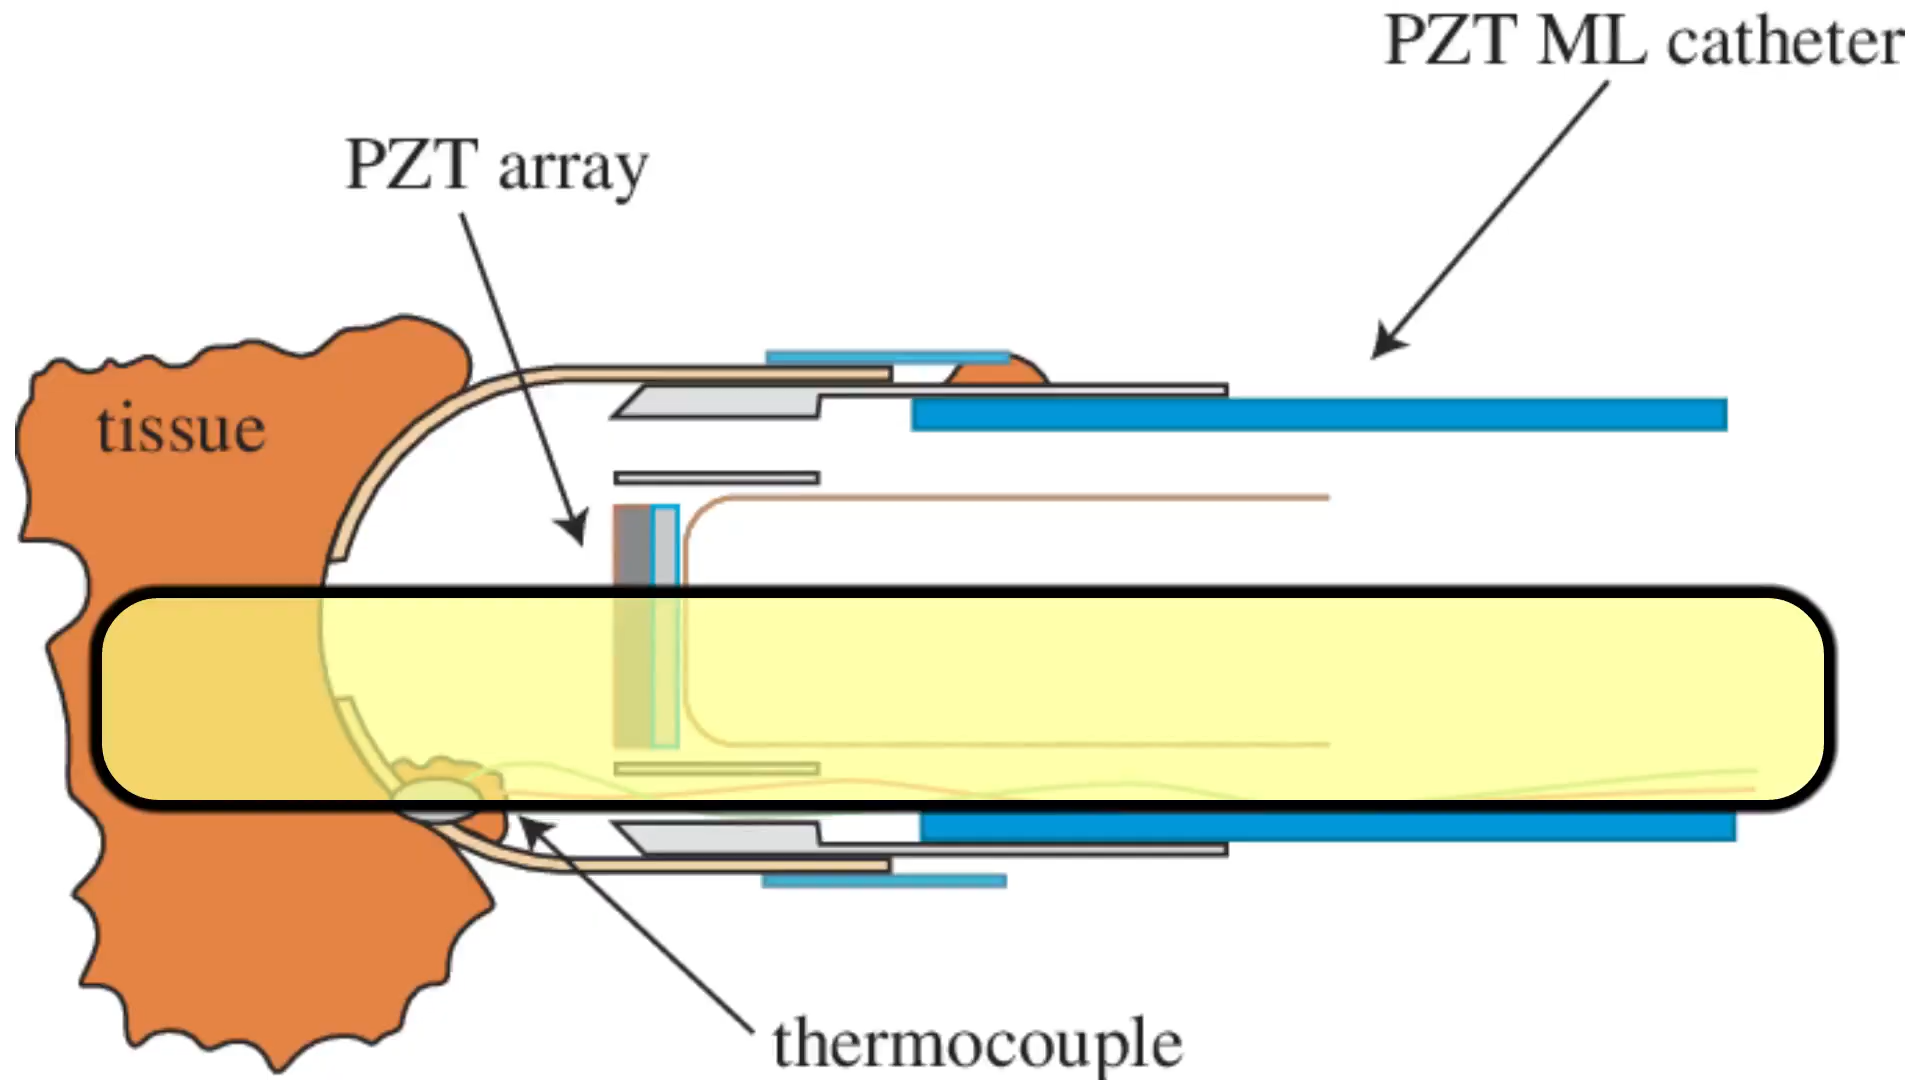 PZT ML catheter
PZT array
tissue
thermocouple